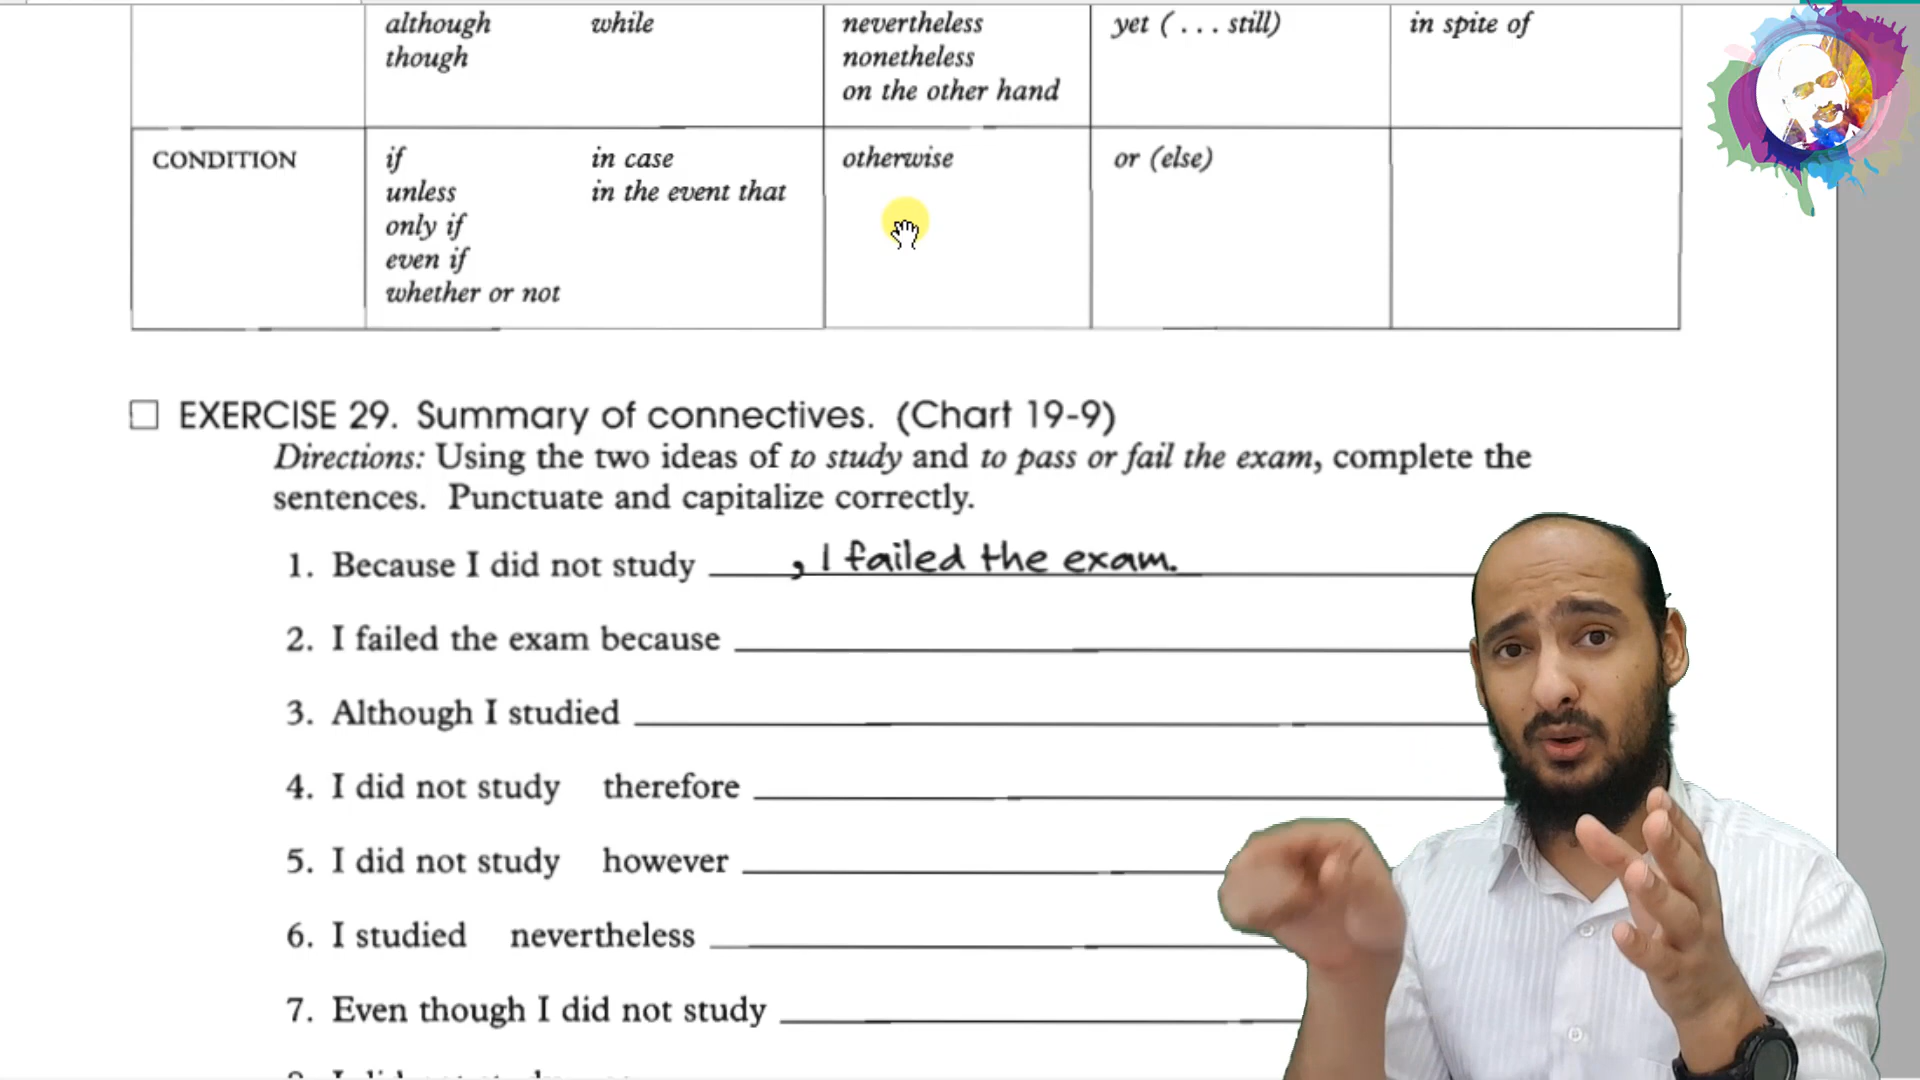 although while nevertheless yet ( . . . still) in spite of
though nonetheless
on the other hand
CONDITION if in case otherwise or (else)
unless in the event that
only if
even if
whether or not
EXERCISE 29. Summary of connectives. (Chart 19-9)
Directions: Using the two ideas of to study and to pass or fail the exam, complete the
sentences. Punctuate and capitalize correctly.
1. Because I did not study , I failed the exam.
2. I failed the exam because
3. Although I studied
4. I did not study therefore
5. I did not study however
6. I studied nevertheless
7. Even though I did not study